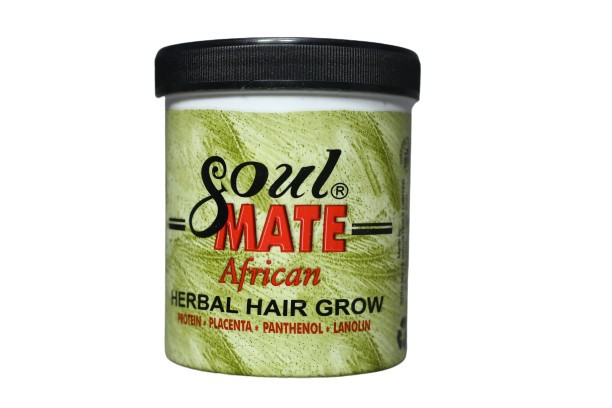 Soul®
MATE
African
HERBAL HAIR GROW
PROTEIN • PLACENTA • PANTHENOL • LANOLIN